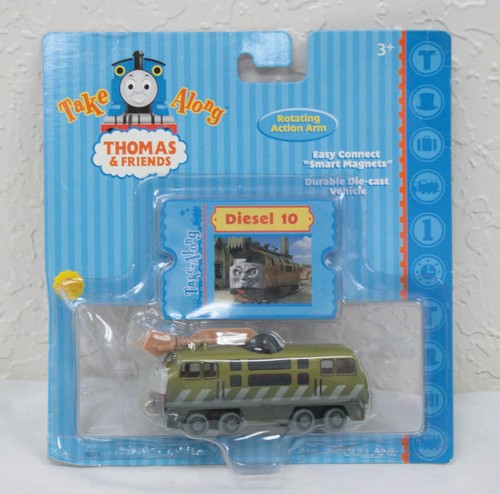 3+
Take Along
THOMAS
& FRIENDS
Rotating
Action Arm
Easy Connect
"Smart Magnets"
Durable Die-cast
Vehicle
Diesel 10
Take Along
1